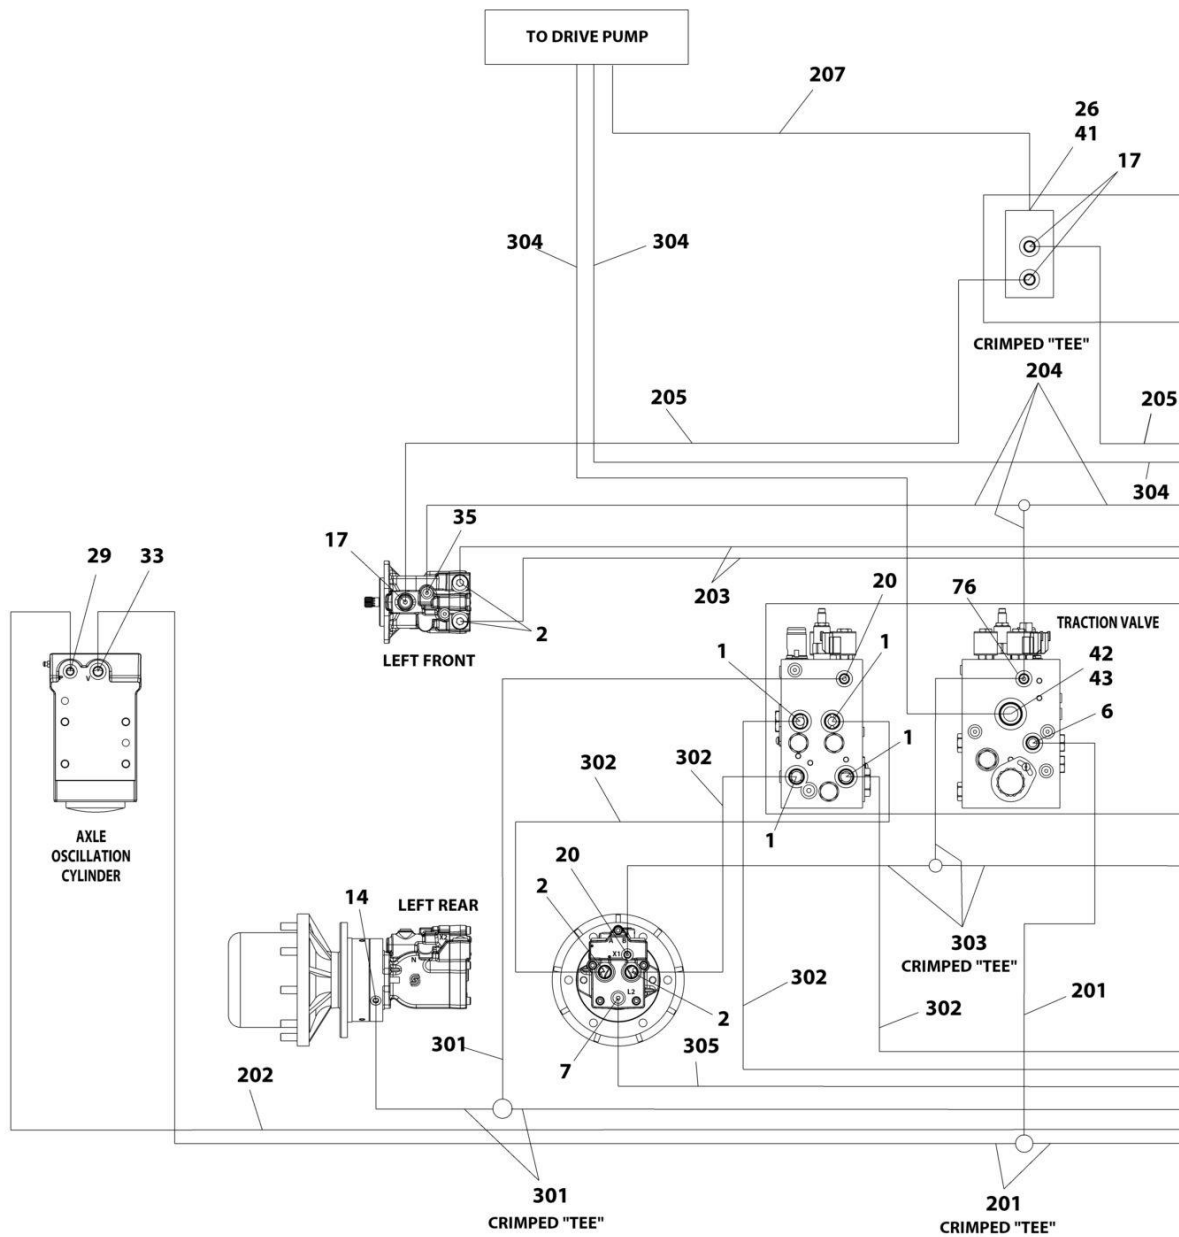 TO DRIVE PUMP
207
26
41
17
304
304
CRIMPED "TEE"
204
205
205
304
35
17
29
33
203
2
20
76
TRACTION VALVE
LEFT FRONT
1
1
42
43
6
V
1
302
302
1
AXLE
OSCILLATION
CYLINDER
20
14
LEFT REAR
2
A B
X1
N
L2
303
CRIMPED "TEE"
302
2
201
302
301
305
7
202
301
CRIMPED "TEE"
201
CRIMPED "TEE"